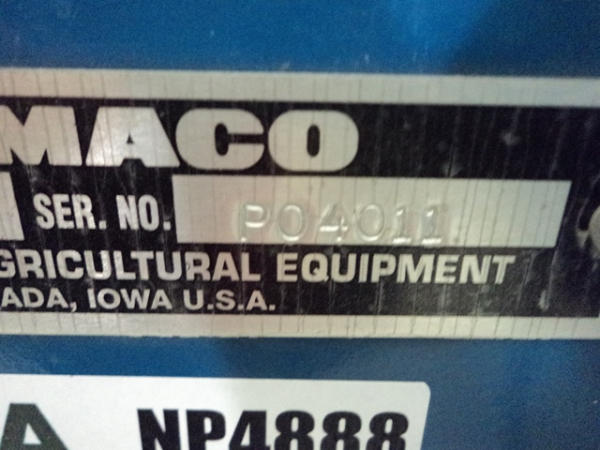 MACO
SER. NO. P04011
GRICULTURAL EQUIPMENT
ADA, IOWA U.S.A.
A NP4888